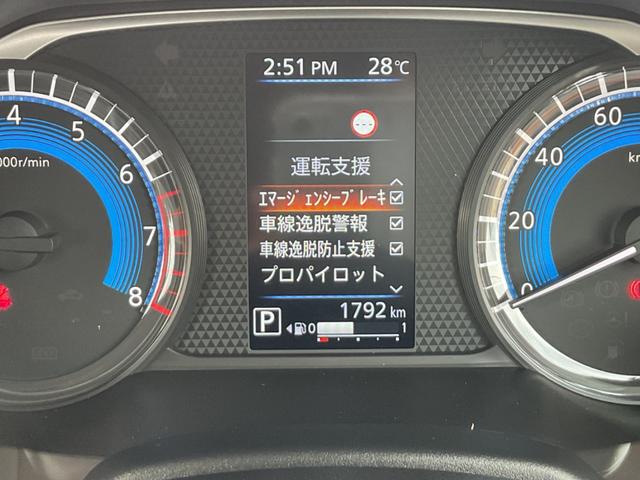 2:51 PM 28℃
運転支援
ｴﾏｰｼﾞｪﾝｼｰﾌﾞﾚｰｷ
車線逸脱警報
車線逸脱防止支援
プロパイロット
1792 km
P 0 1
4
5
6
7
8
000r/min
60
40
20
0
km